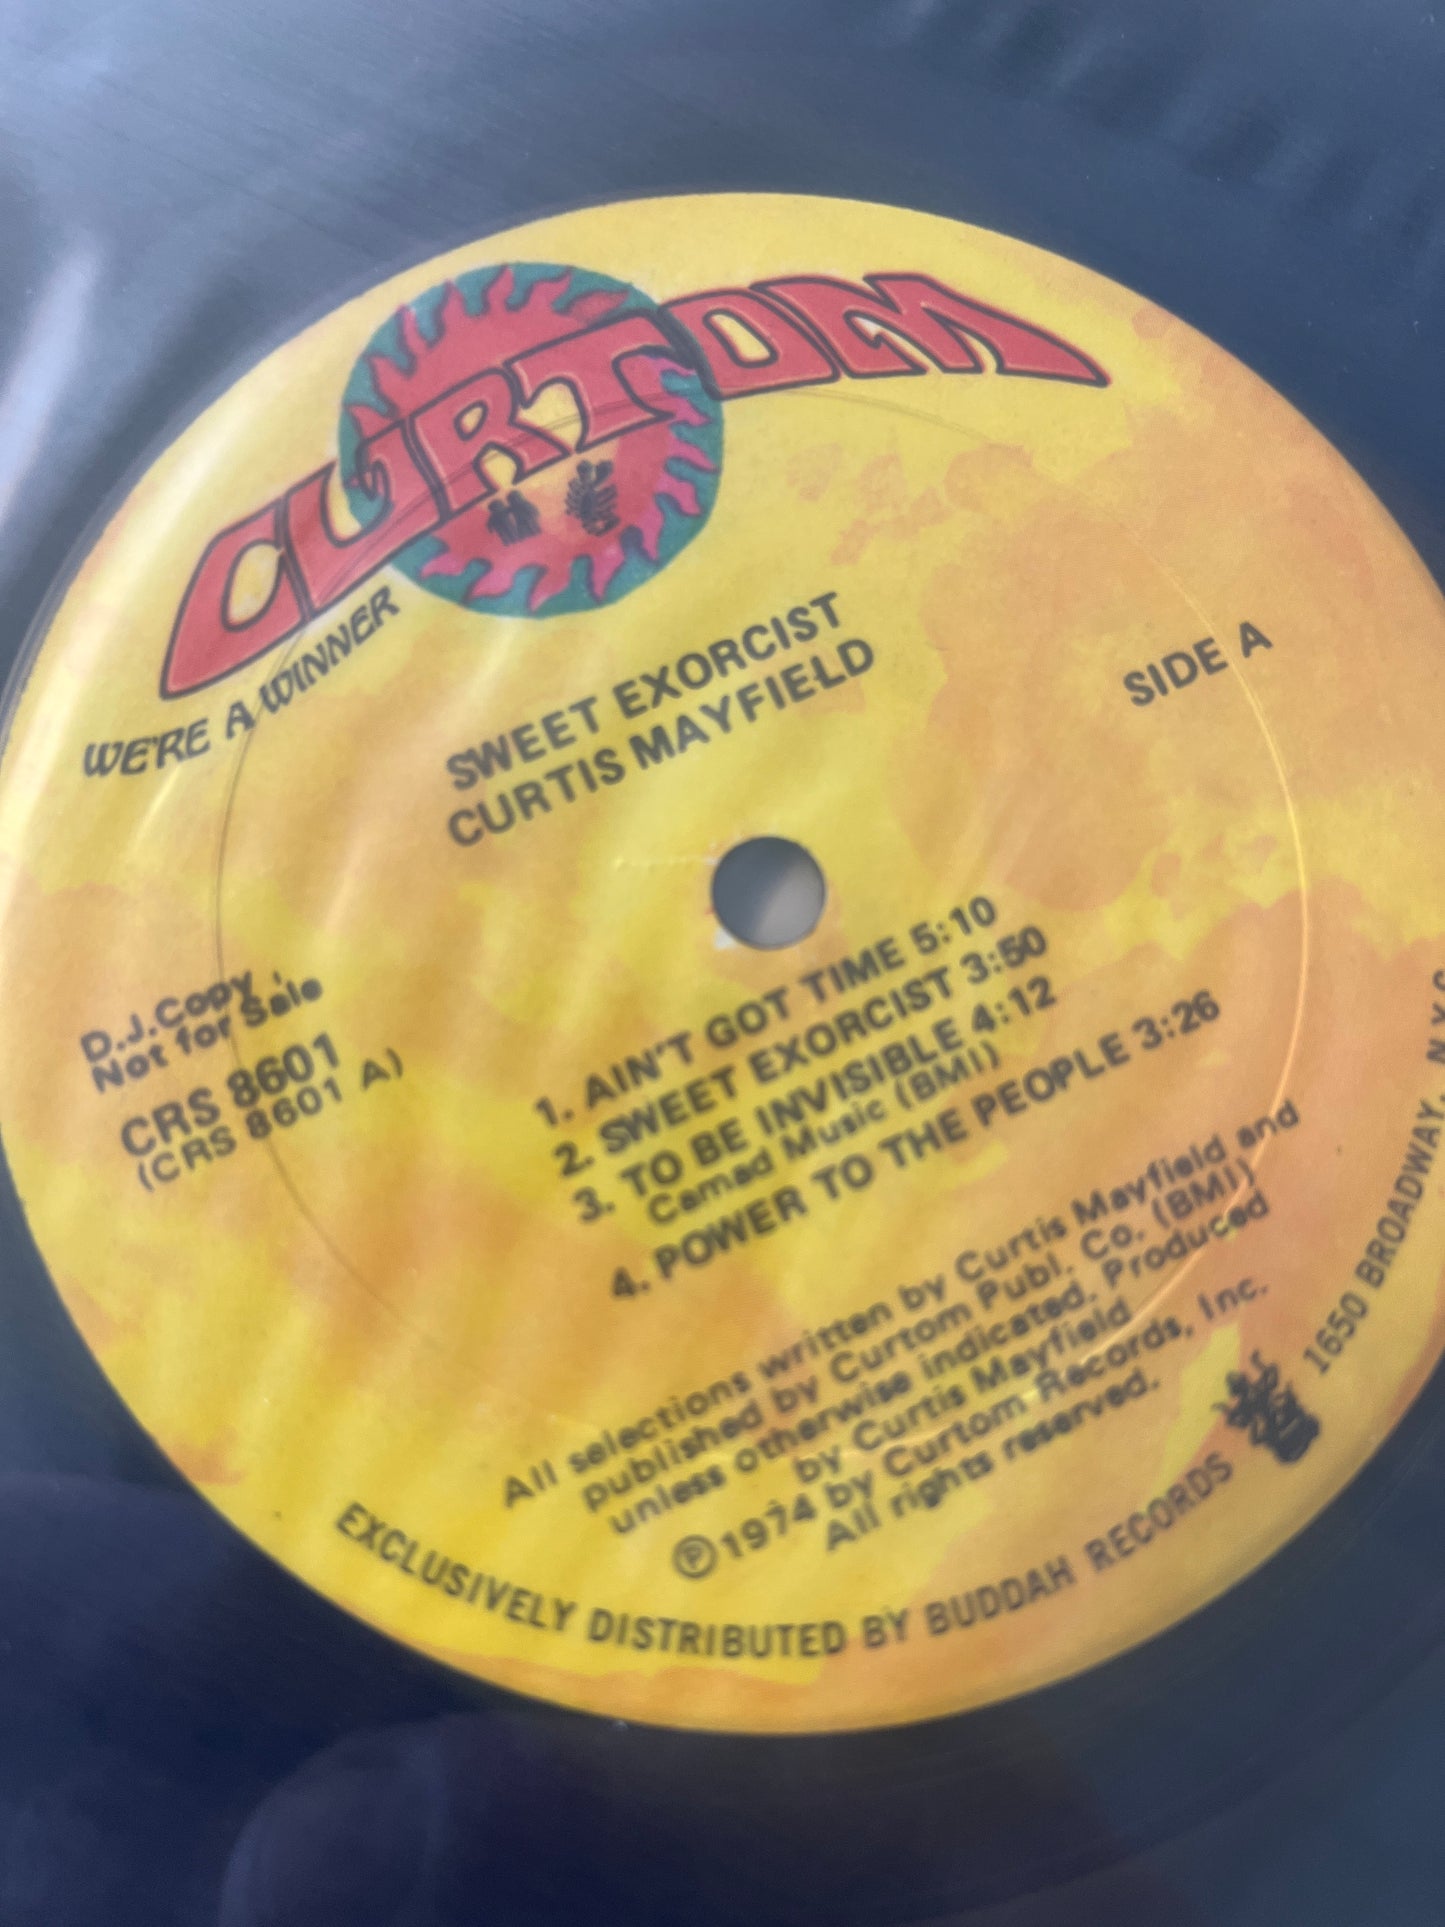 CURTOM
WE'RE A WINNER
SWEET EXORCIST
CURTIS MAYFIELD
SIDE A
D.J. Copy
Not for Sale
CRS 8601
(CRS 8601 A)
1. AIN'T GOT TIME 5:10
2. SWEET EXORCIST 3:50
3. TO BE INVISIBLE 4:12
Camad Music (BMI)
4. POWER TO THE PEOPLE 3:26
All selections written by Curtis Mayfield and
published by Curtom Publ. Co. (BMI)
unless otherwise indicated. Produced
by Curtis Mayfield
Ⓟ1974 by Curtom Records, Inc.
All rights reserved.
EXCLUSIVELY DISTRIBUTED BY BUDDAH RECORDS 1650 BROADWAY, N.Y.C.